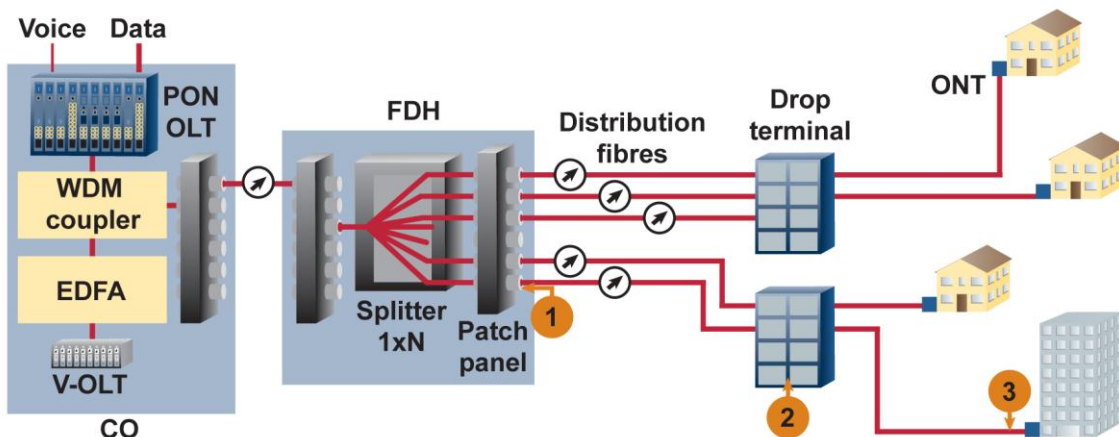 Voice Data
PON
OLT
WDM
coupler
EDFA
V-OLT
CO
FDH
Splitter
1xN
Patch
panel
1
Distribution
fibres
Drop
terminal
2
ONT
3